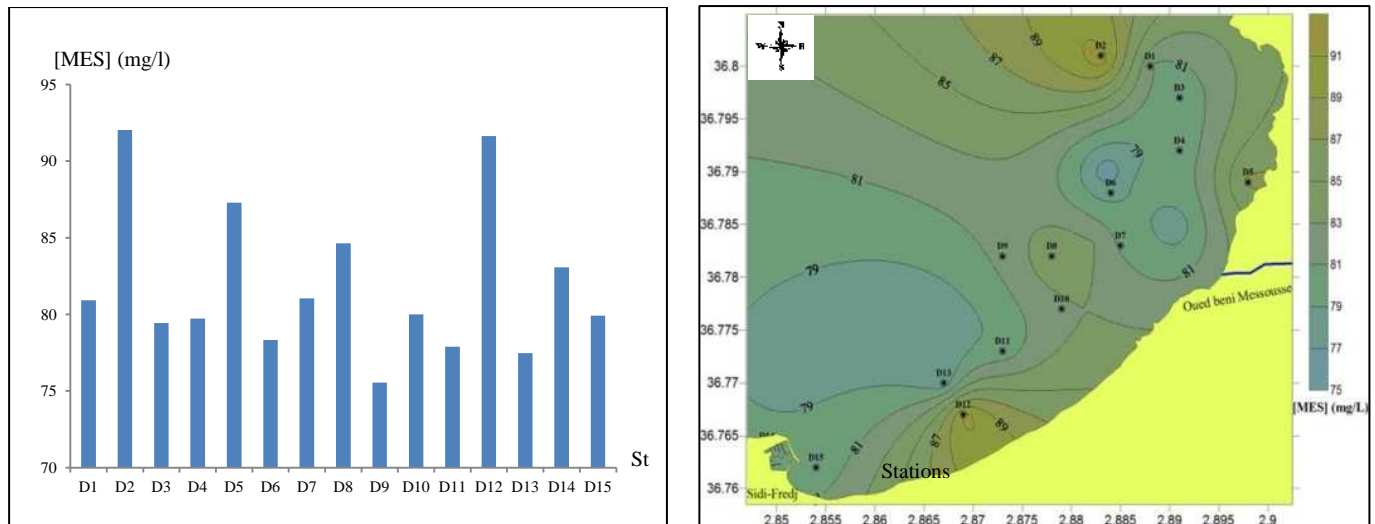 [MES] (mg/l)
95
90
85
80
75
70
St
D1 D2 D3 D4 D5 D6 D7 D8 D9 D10 D11 D12 D13 D14 D15
36.8
36.795
36.79
36.785
36.78
36.775
36.77
36.765
36.76
2.85 2.855 2.86 2.865 2.87 2.875 2.88 2.885 2.89 2.895 2.9
89
D2
87
85
D1
81
D3
D4
79
D6
D5
81
D7
D9
D8
81
79
D10
D11
D13
D12
79
81
87
89
D15
Stations
Sidi-Fredj
Oued beni Messousse
91
89
87
85
83
81
79
77
75
[MES] (mg/L)